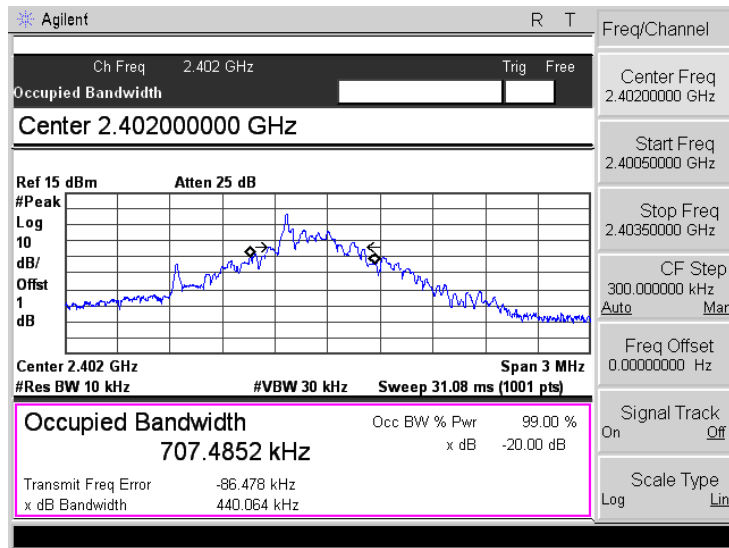 Agilent R T
Ch Freq 2.402 GHz Trig Free
Occupied Bandwidth
Center 2.402000000 GHz
Ref 15 dBm Atten 25 dB
#Peak
Log
10
dB/
Offst
1
dB
Center 2.402 GHz Span 3 MHz
#Res BW 10 kHz #VBW 30 kHz Sweep 31.08 ms (1001 pts)
Occupied Bandwidth
707.4852 kHz
Occ BW % Pwr 99.00 %
x dB -20.00 dB
Transmit Freq Error -86.478 kHz
x dB Bandwidth 440.064 kHz
Freq/Channel
Center Freq
2.40200000 GHz
Start Freq
2.40050000 GHz
Stop Freq
2.40350000 GHz
CF Step
300.000000 kHz
Auto Man
Freq Offset
0.00000000 Hz
Signal Track
On Off
Scale Type
Log Lin